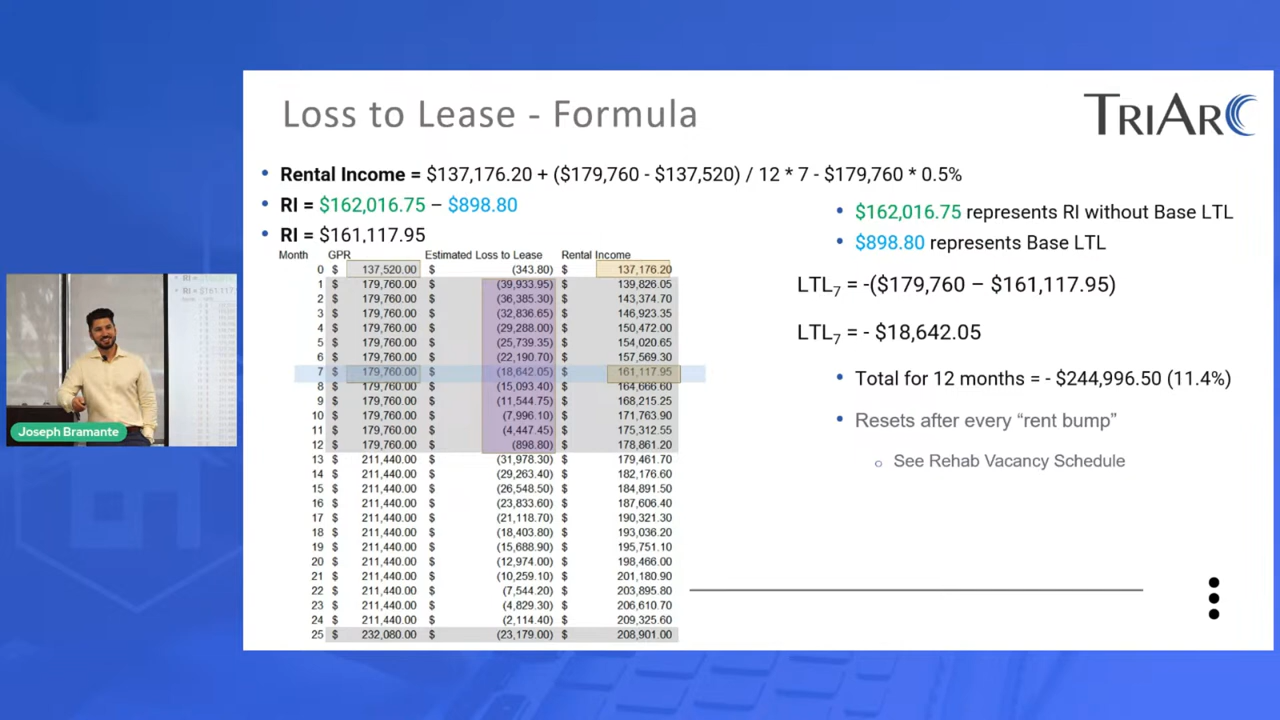 Loss to Lease - Formula
TRIARC
• Rental Income = $137,176.20 + ($179,760 - $137,520) / 12 * 7 - $179,760 * 0.5%
• RI = $162,016.75 – $898.80
• RI = $161,117.95
Month GPR Estimated Loss to Lease Rental Income
0 $ 137,520.00 $ (343.80) $ 137,176.20
1 $ 179,760.00 $ (39,933.95) $ 139,826.05
2 $ 179,760.00 $ (36,385.30) $ 143,374.70
3 $ 179,760.00 $ (32,836.65) $ 146,923.35
4 $ 179,760.00 $ (29,288.00) $ 150,472.00
5 $ 179,760.00 $ (25,739.35) $ 154,020.65
6 $ 179,760.00 $ (22,190.70) $ 157,569.30
7 $ 179,760.00 $ (18,642.05) $ 161,117.95
8 $ 179,760.00 $ (15,093.40) $ 164,666.60
9 $ 179,760.00 $ (11,544.75) $ 168,215.25
10 $ 179,760.00 $ (7,996.10) $ 171,763.90
11 $ 179,760.00 $ (4,447.45) $ 175,312.55
12 $ 179,760.00 $ (898.80) $ 178,861.20
13 $ 211,440.00 $ (31,978.30) $ 179,461.70
14 $ 211,440.00 $ (29,263.40) $ 182,176.60
15 $ 211,440.00 $ (26,548.50) $ 184,891.50
16 $ 211,440.00 $ (23,833.60) $ 187,606.40
17 $ 211,440.00 $ (21,118.70) $ 190,321.30
18 $ 211,440.00 $ (18,403.80) $ 193,036.20
19 $ 211,440.00 $ (15,688.90) $ 195,751.10
20 $ 211,440.00 $ (12,974.00) $ 198,466.00
21 $ 211,440.00 $ (10,259.10) $ 201,180.90
22 $ 211,440.00 $ (7,544.20) $ 203,895.80
23 $ 211,440.00 $ (4,829.30) $ 206,610.70
24 $ 211,440.00 $ (2,114.40) $ 209,325.60
25 $ 232,080.00 $ (23,179.00) $ 208,901.00
• $162,016.75 represents RI without Base LTL
• $898.80 represents Base LTL
LTL₇ = -($179,760 – $161,117.95)
LTL₇ = - $18,642.05
• Total for 12 months = - $244,996.50 (11.4%)
• Resets after every “rent bump”
o See Rehab Vacancy Schedule
Joseph Bramante